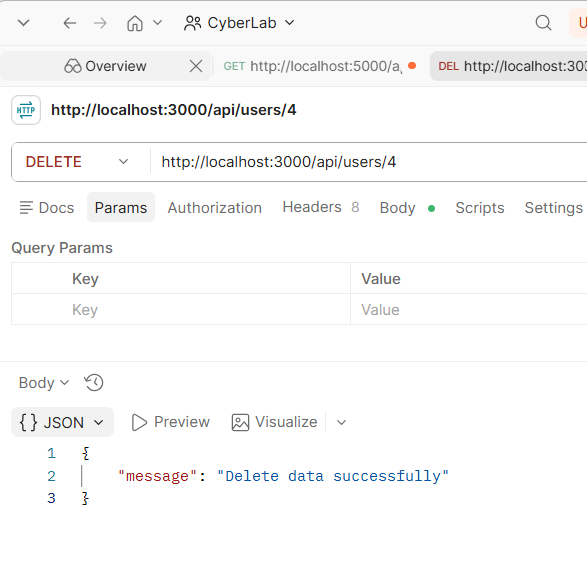 CyberLab
U
Overview
GET http://localhost:5000/a
DEL http://localhost:300
HTTP http://localhost:3000/api/users/4
DELETE http://localhost:3000/api/users/4
Docs Params Authorization Headers 8 Body Scripts Settings
Query Params
Key Value
Key Value
Body
{} JSON Preview Visualize
1 {
2 "message": "Delete data successfully"
3 }